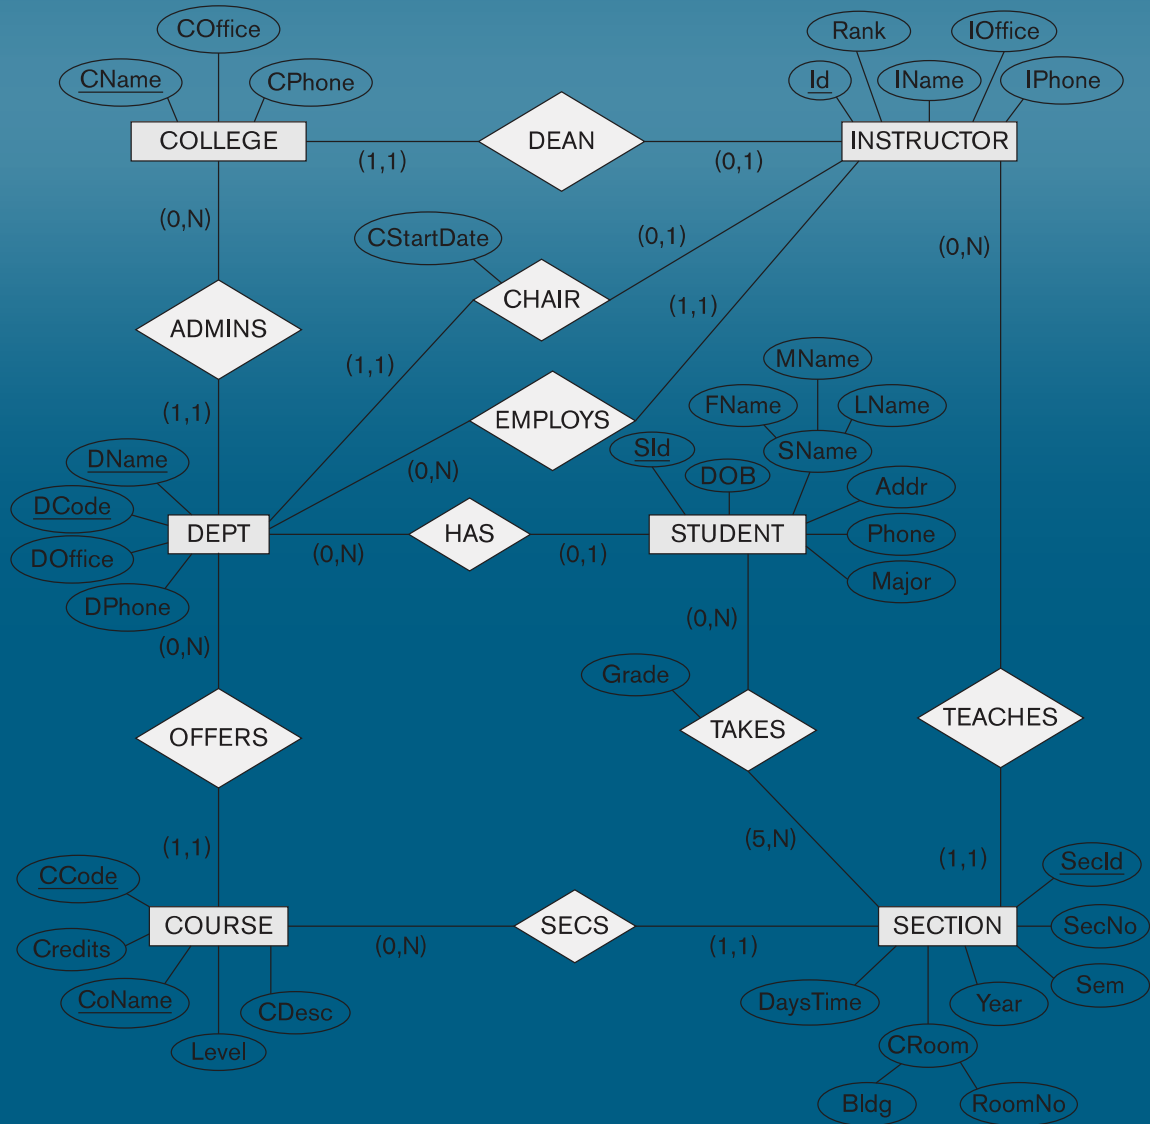 COffice
Rank
IOffice
CName
CPhone
Id
IName
IPhone
COLLEGE
DEAN
INSTRUCTOR
(1,1)
(0,1)
(0,N)
CStartDate
(0,1)
(0,N)
CHAIR
(1,1)
ADMINS
MName
(1,1)
(1,1)
FName
LName
EMPLOYS
SId
SName
DName
(0,N)
DOB
Addr
DCode
DEPT
HAS
STUDENT
Phone
DOffice
(0,N)
(0,1)
Major
DPhone
(0,N)
(0,N)
Grade
OFFERS
TAKES
TEACHES
(1,1)
(5,N)
(1,1)
SecId
CCode
COURSE
SECS
SECTION
SecNo
Credits
(0,N)
(1,1)
Sem
CoName
CDesc
DaysTime
Year
Level
CRoom
Bldg
RoomNo